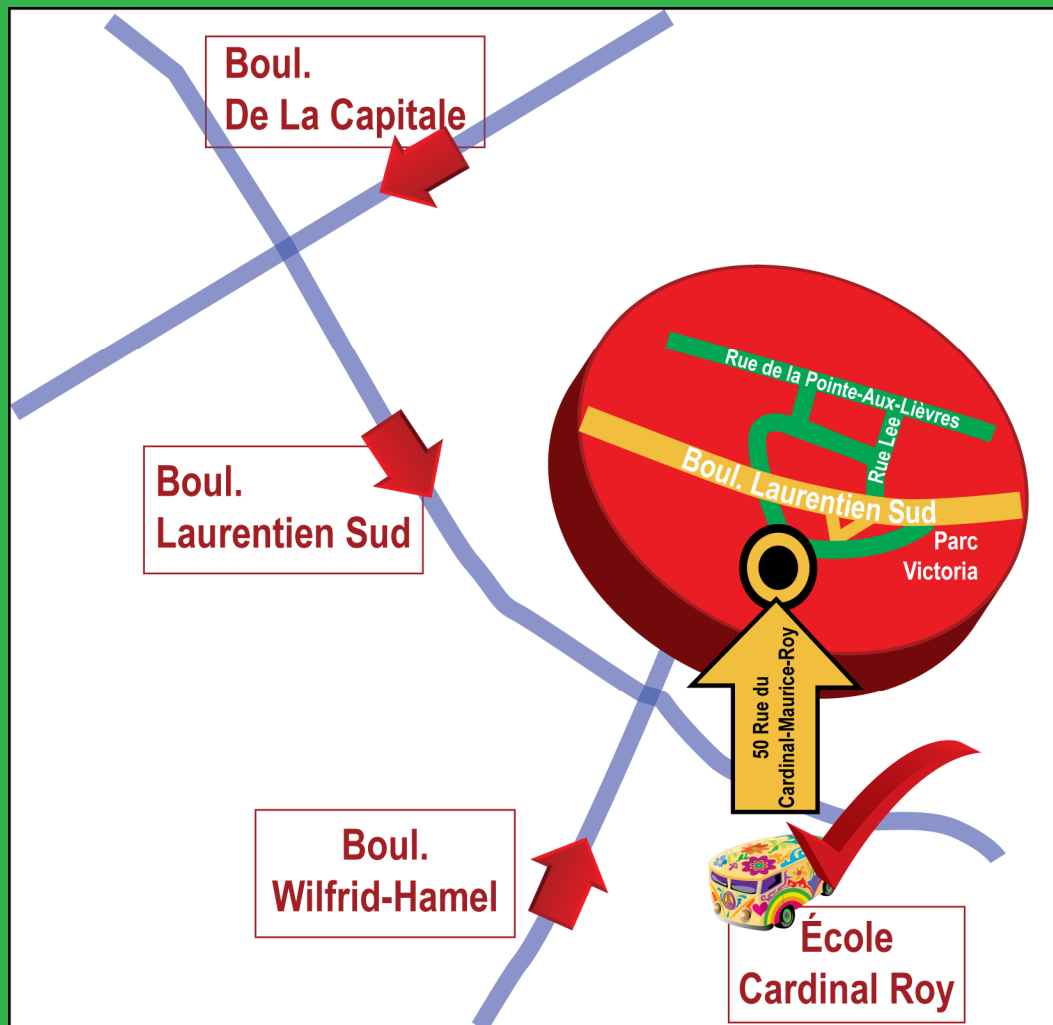 Boul.
De La Capitale
Rue de la Pointe-Aux-Lièvres
Rue Lee
Boul. Laurentien Sud
Parc
Victoria
Boul.
Laurentien Sud
50 Rue du
Cardinal-Maurice-Roy
Boul.
Wilfrid-Hamel
École
Cardinal Roy